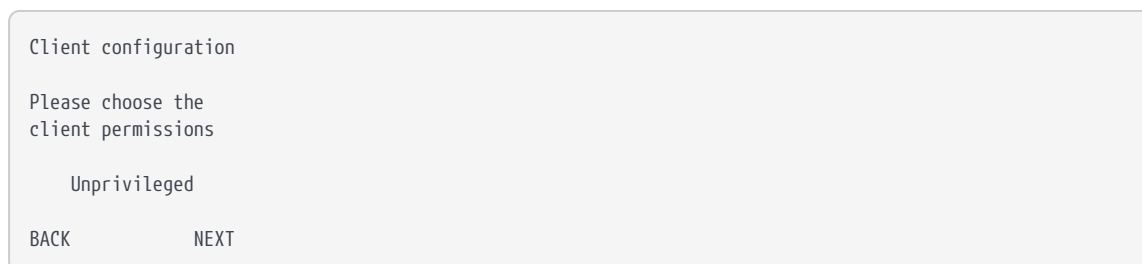 Client configuration
Please choose the
client permissions
Unprivileged
BACK NEXT